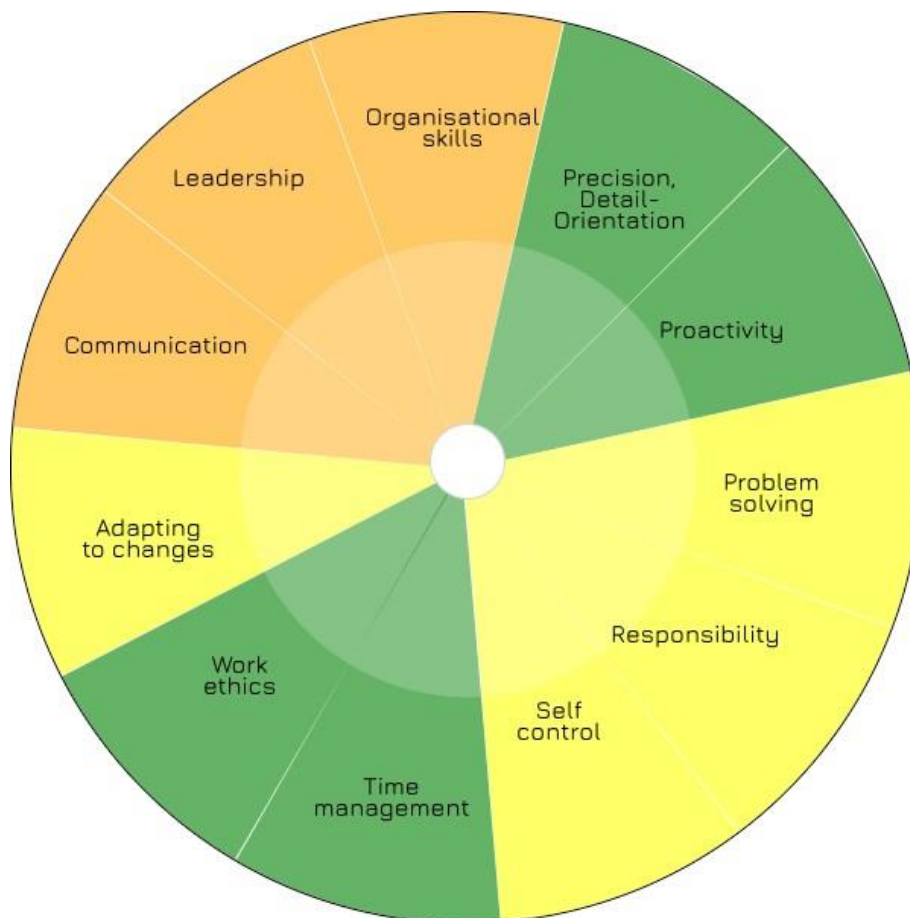 Organisational
skills
Precision,
Detail-
Orientation
Proactivity
Problem
solving
Responsibility
Self
control
Time
management
Work
ethics
Adapting
to changes
Communication
Leadership